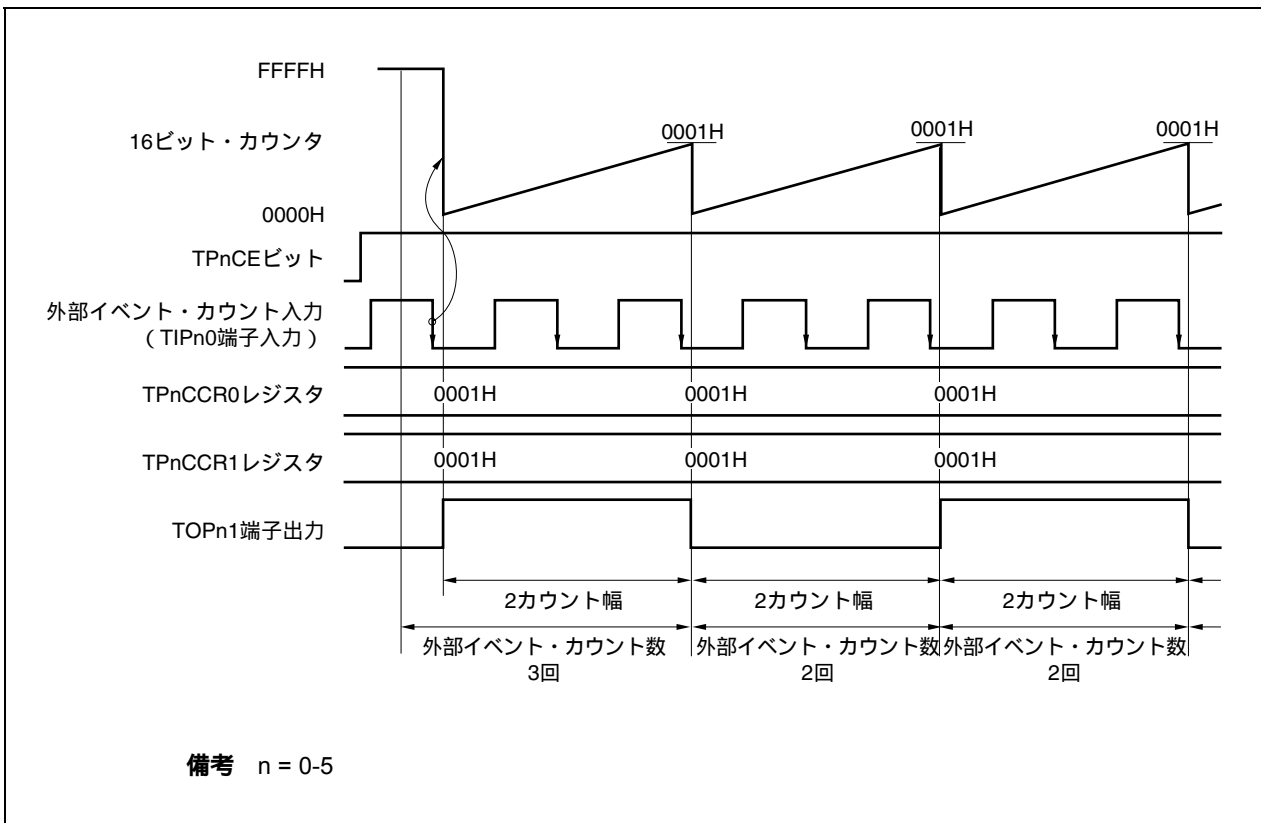 FFFFH
16ビット・カウンタ
0001H 0001H 0001H
0000H
TPnCEビット
外部イベント・カウント入力
(TIPn0端子入力)
TPnCCR0レジスタ 0001H 0001H 0001H
TPnCCR1レジスタ 0001H 0001H 0001H
TOPn1端子出力
2カウント幅 2カウント幅 2カウント幅
外部イベント・カウント数 外部イベント・カウント数 外部イベント・カウント数
3回 2回 2回
備考 n = 0-5